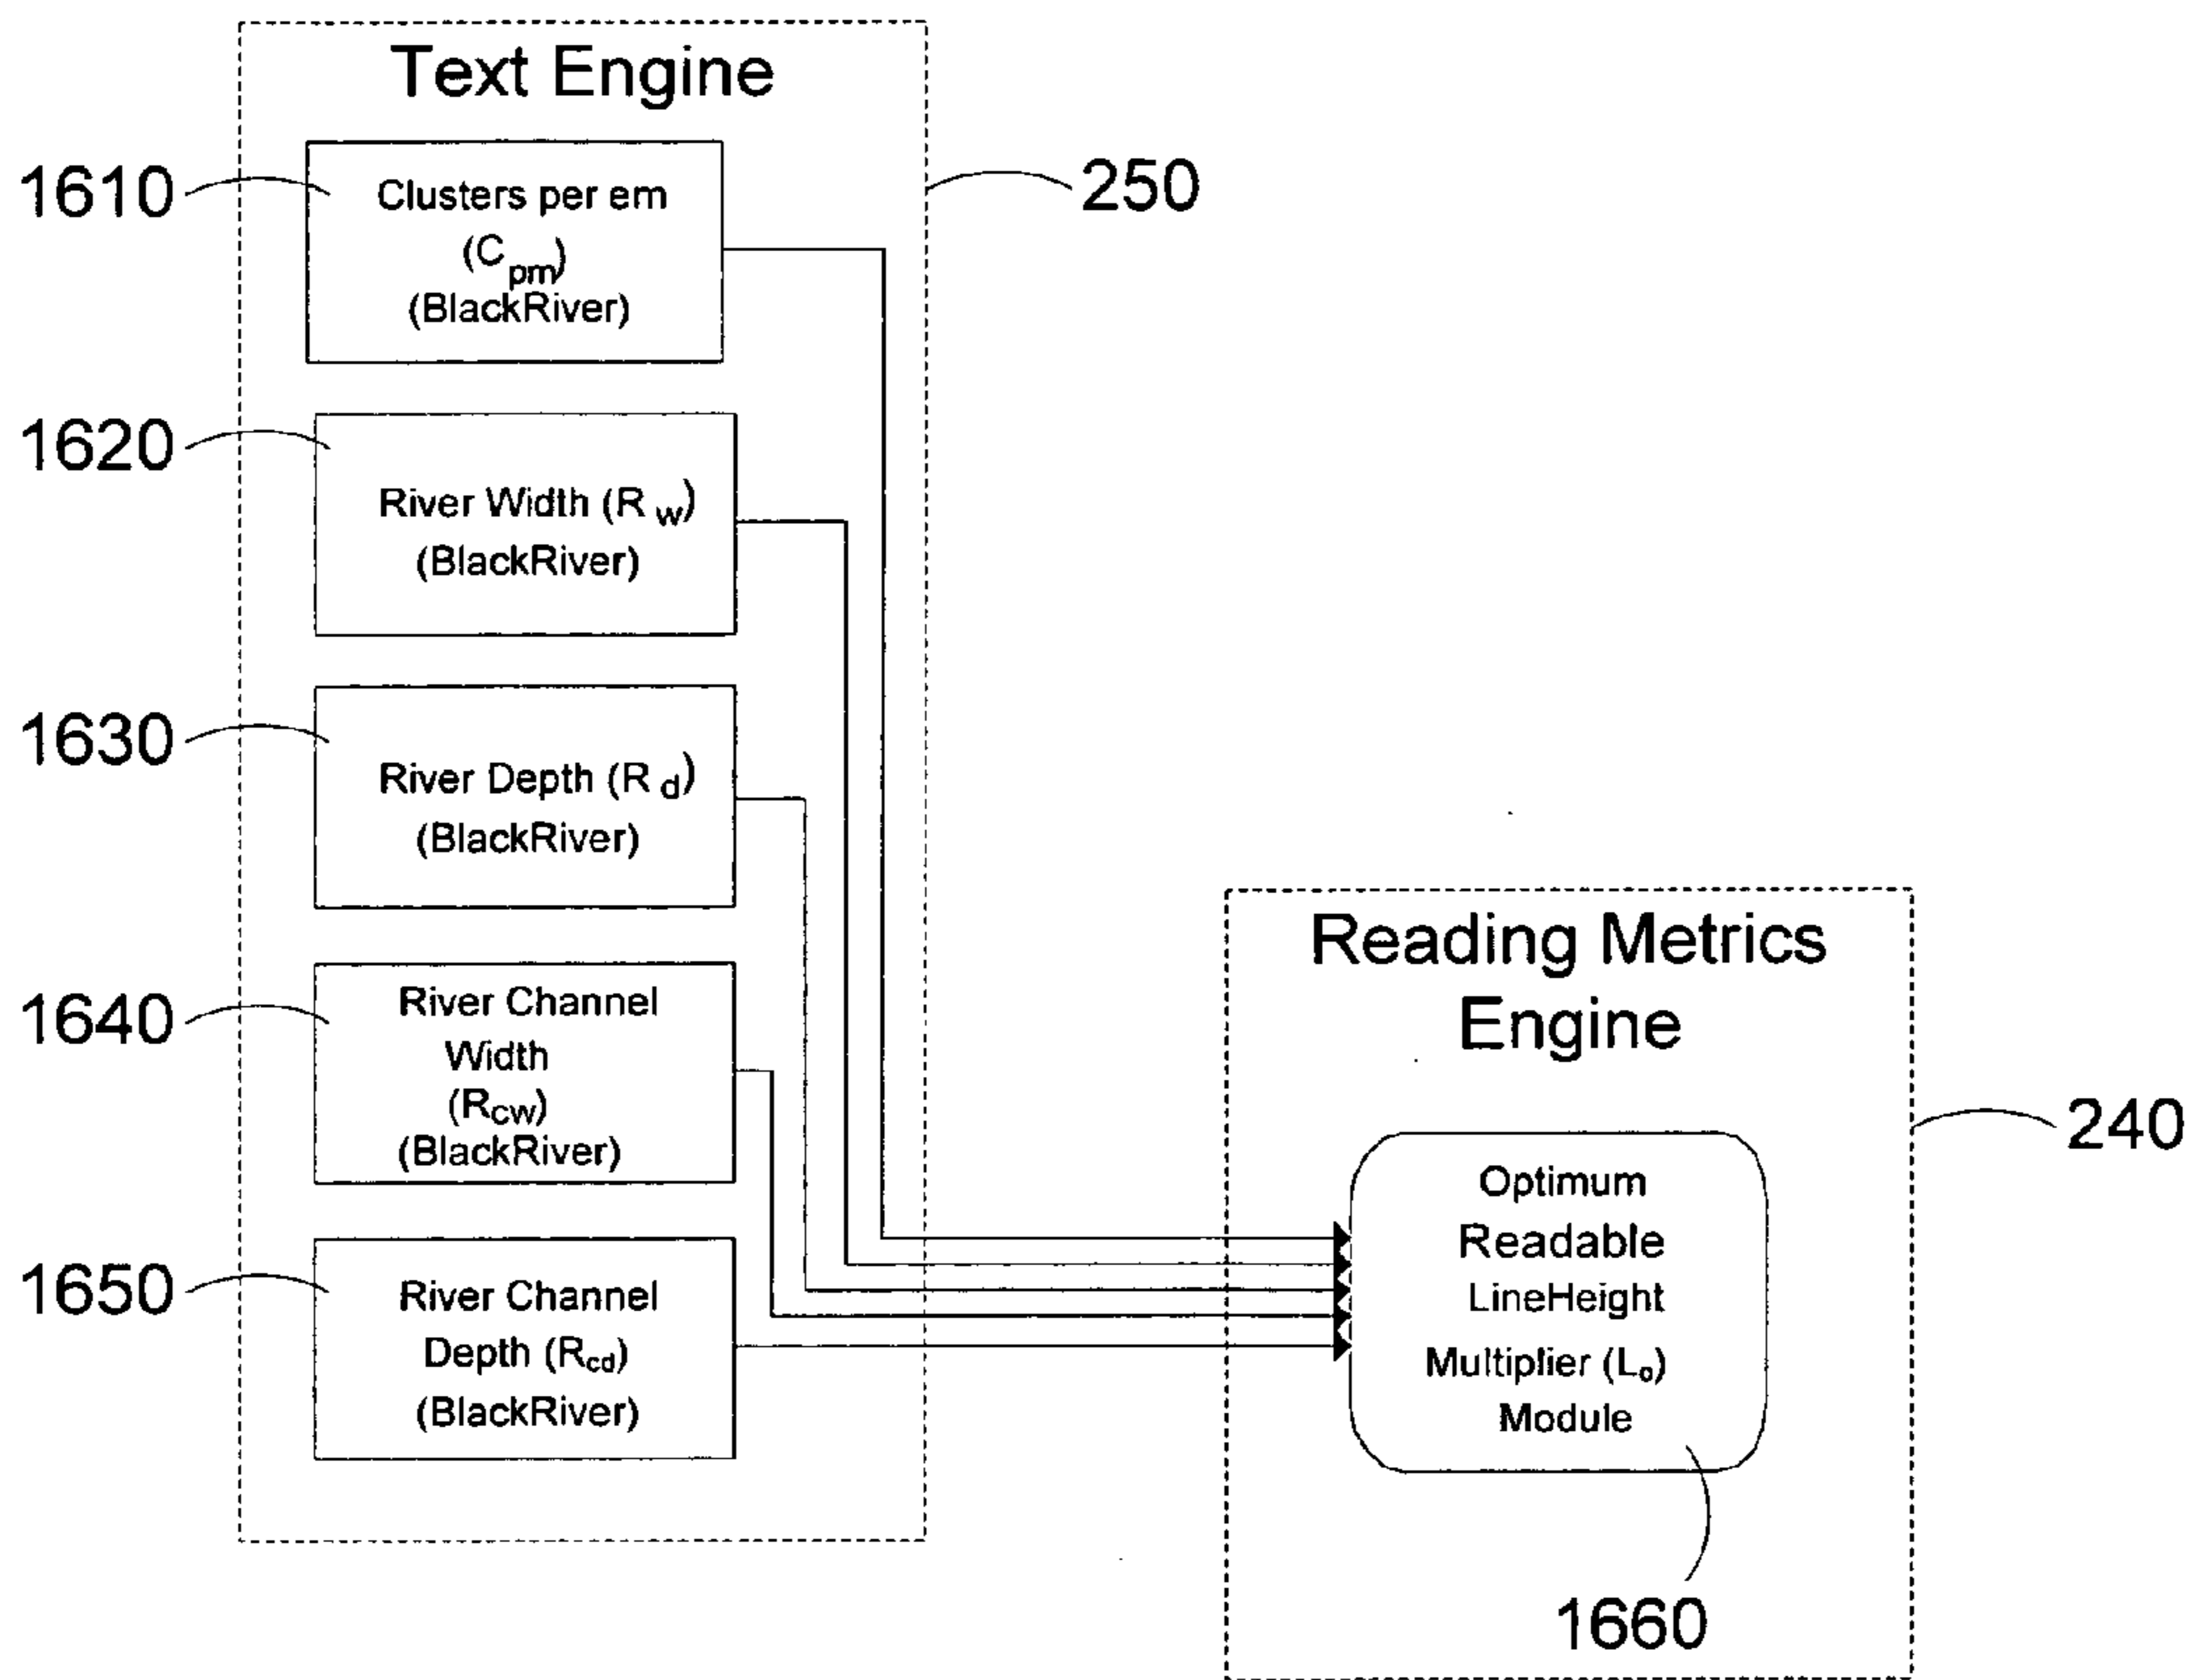 Text Engine
1610
Clusters per em
(Cpm)
(BlackRiver)
250
1620
River Width (R w)
(BlackRiver)
1630
River Depth (R d)
(BlackRiver)
1640
River Channel
Width
(Rcw)
(BlackRiver)
1650
River Channel
Depth (Rcd)
(BlackRiver)
Reading Metrics
Engine
240
Optimum
Readable
LineHeight
Multiplier (Lo)
Module
1660